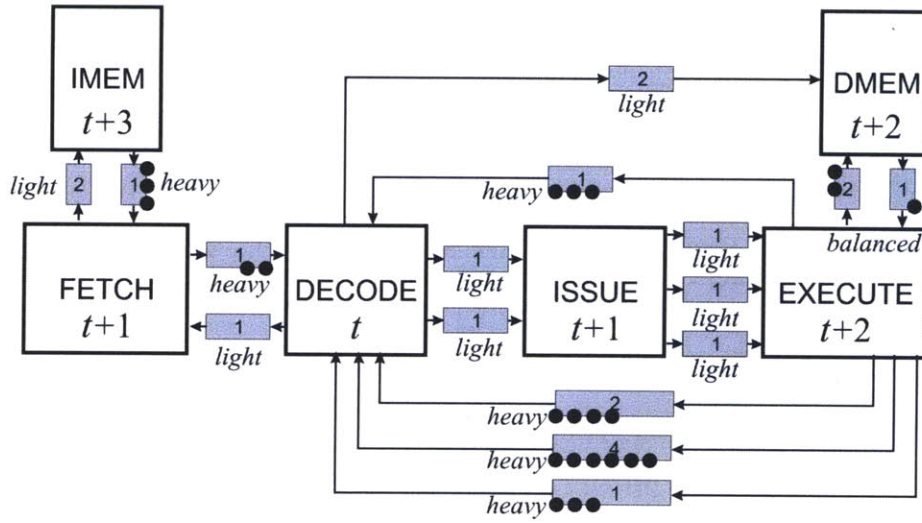 IMEM
t+3
light
2
1
heavy
2
light
DMEM
t+2
2
1
balanced
1
heavy
FETCH
t+1
1
heavy
1
light
DECODE
t
1
light
1
light
ISSUE
t+1
1
light
1
light
1
light
EXECUTE
t+2
heavy
2
heavy
4
heavy
1